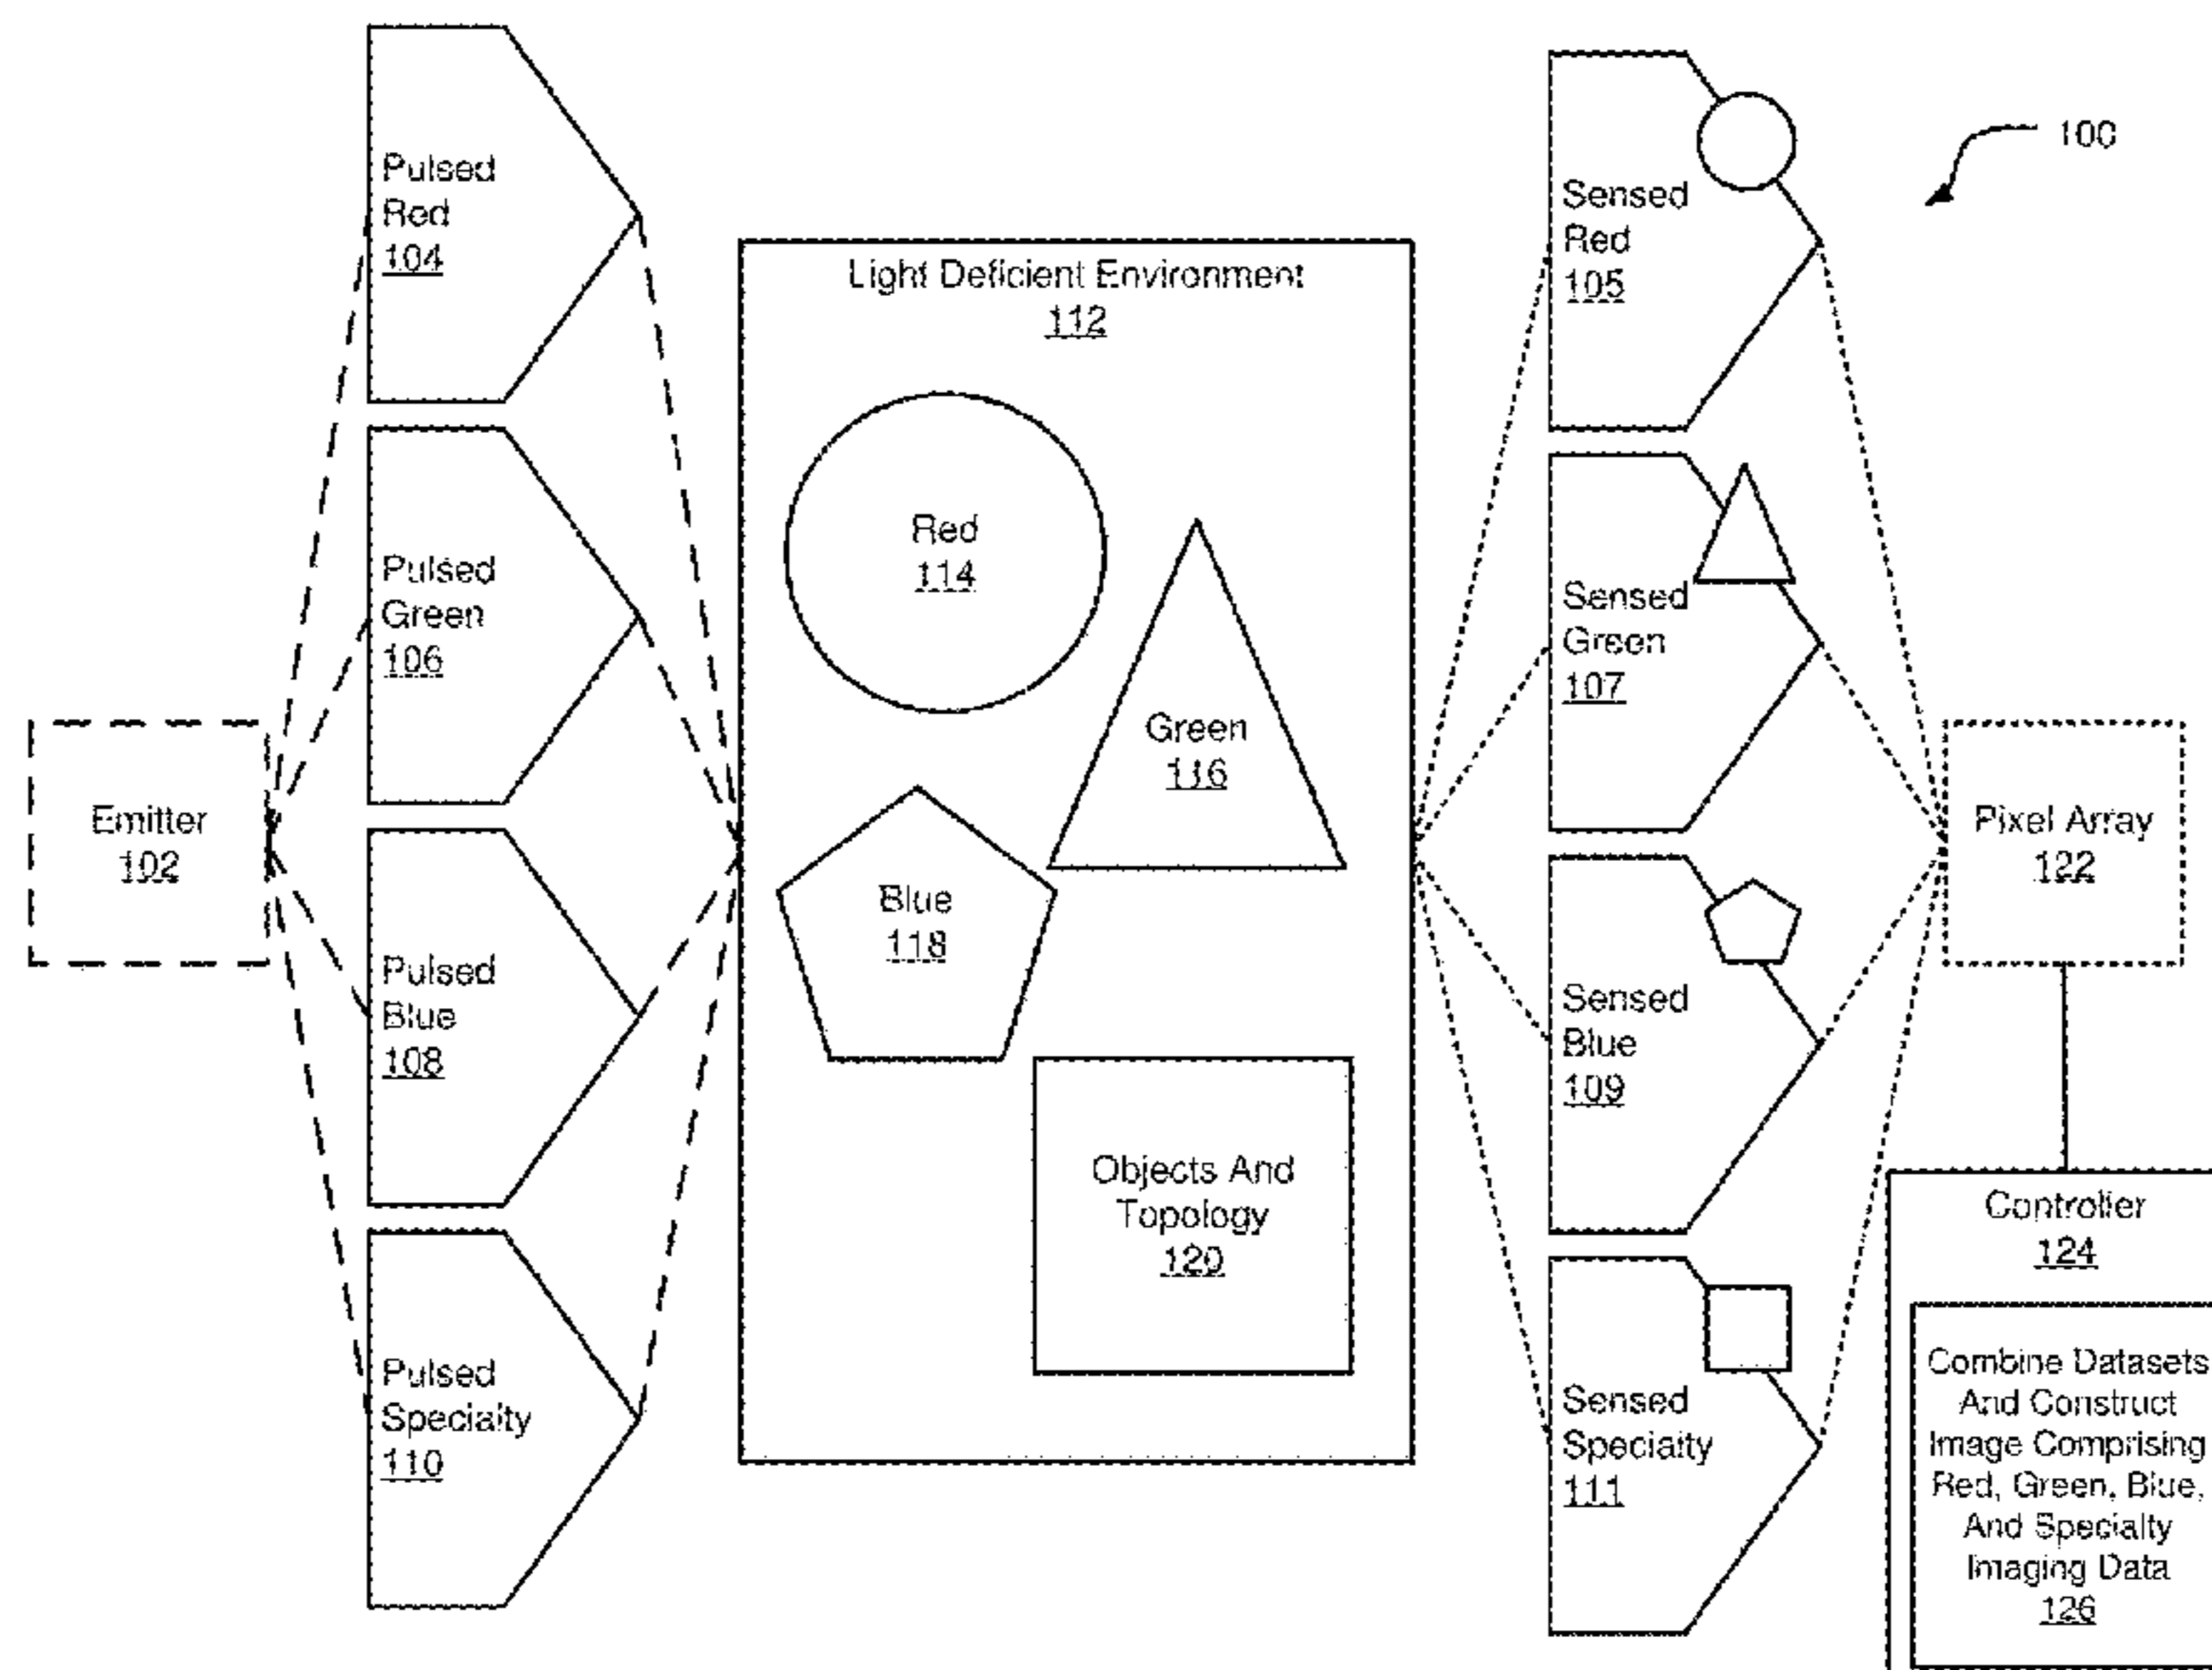 Pulsed
Red
104
Pulsed
Green
106
Emitter
102
Pulsed
Blue
108
Pulsed
Specialty
110
Light Deficient Environment
112
Red
114
Green
116
Blue
118
Objects And
Topology
120
Sensed
Red
105
100
Sensed
Green
107
Sensed
Blue
109
Sensed
Specialty
111
Pixel Array
122
Controller
124
Combine Datasets
And Construct
Image Comprising
Red, Green, Blue,
And Specialty
Imaging Data
126